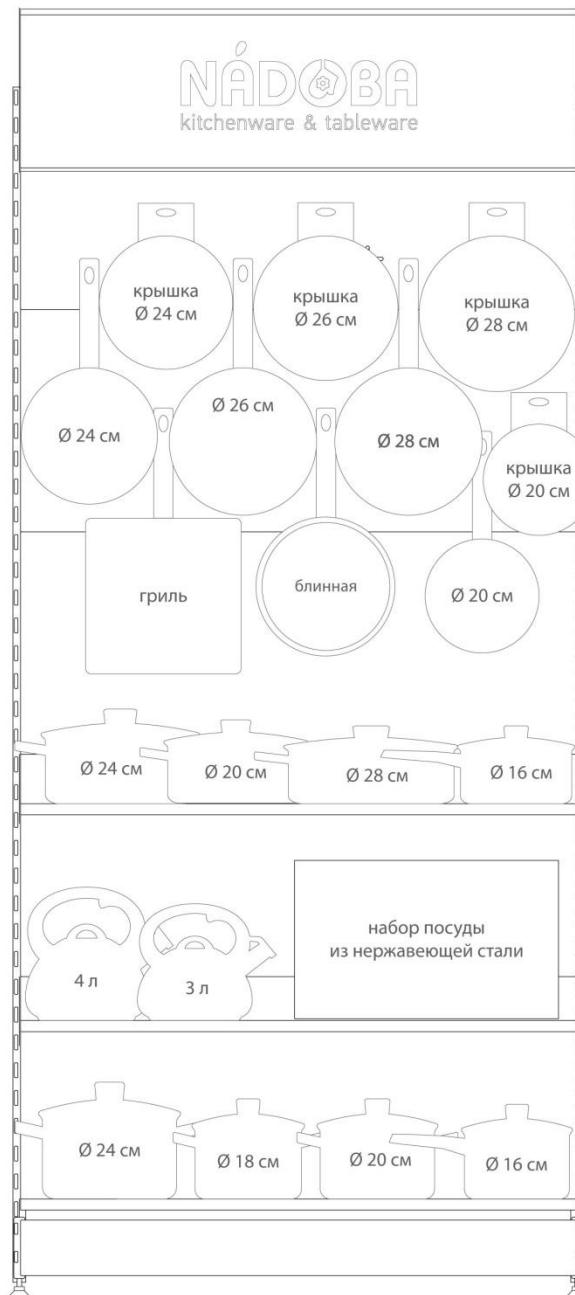 NÁDOBA
kitchenware & tableware
крышка
Ø 24 см
крышка
Ø 26 см
крышка
Ø 28 см
Ø 24 см
Ø 26 см
Ø 28 см
крышка
Ø 20 см
гриль
блинная
Ø 20 см
Ø 24 см
Ø 20 см
Ø 28 см
Ø 16 см
4 л
3 л
набор посуды
из нержавеющей стали
Ø 24 см
Ø 18 см
Ø 20 см
Ø 16 см